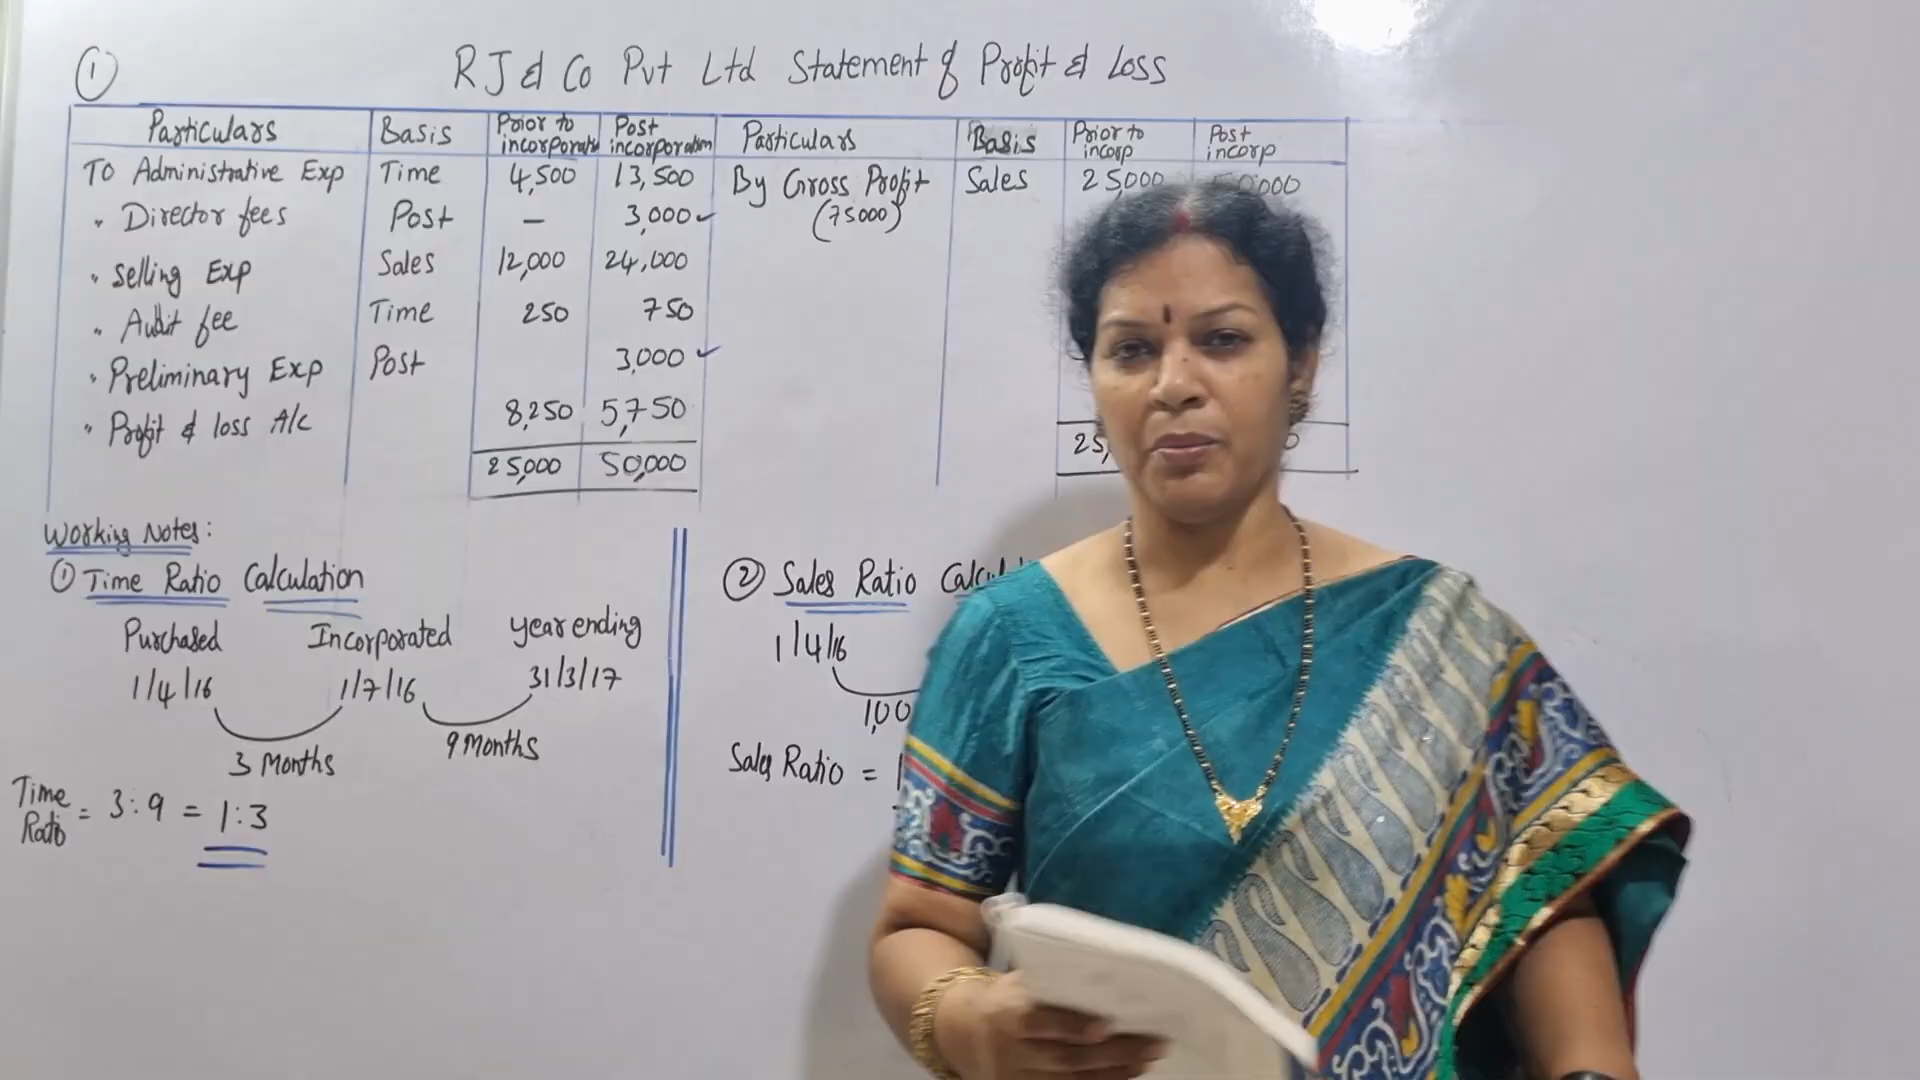 ①
R J & Co Pvt Ltd Statement of Profit & Loss
Particulars Basis Prior to incorporati Post incorporation Particulars Basis Prior to incorp Post incorp
To Administrative Exp Time 4,500 13,500 By Gross Profit Sales 25,000
" Director fees Post — 3,000 ✓ (75000)
" Selling Exp Sales 12,000 24,000
" Audit fee Time 250 750
" Preliminary Exp Post 3,000 ✓
" Profit & loss A/c 8,250 5,750
25,000 50,000
Working Notes:
① Time Ratio Calculation
Purchased Incorporated year ending
1/4/16 1/7/16 31/3/17
3 Months 9 Months
Time Ratio = 3:9 = 1:3
② Sales Ratio
1/4/16
Sales Ratio =